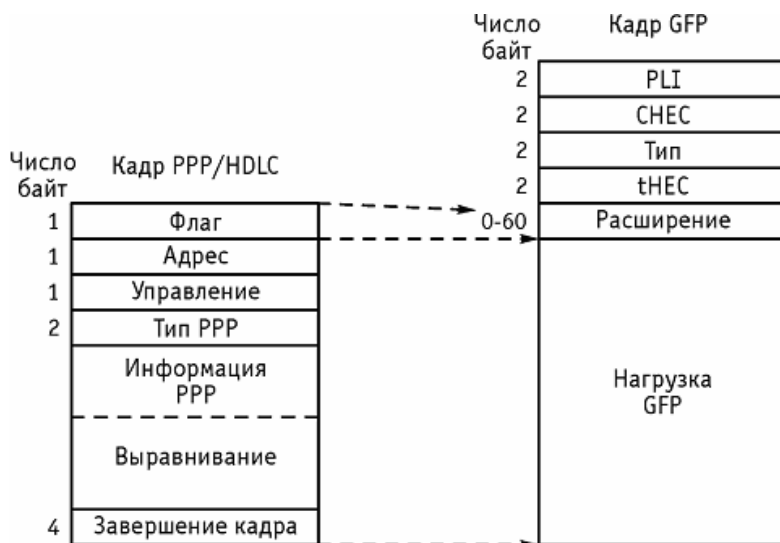 Число
байт
Кадр GFP
2 PLI
2 CHEC
2 Тип
2 tHEC
0-60 Расширение
Нагрузка
GFP
Число
байт
Кадр PPP/HDLC
1 Флаг
1 Адрес
1 Управление
2 Тип PPP
Информация
PPP
Выравнивание
4 Завершение кадра